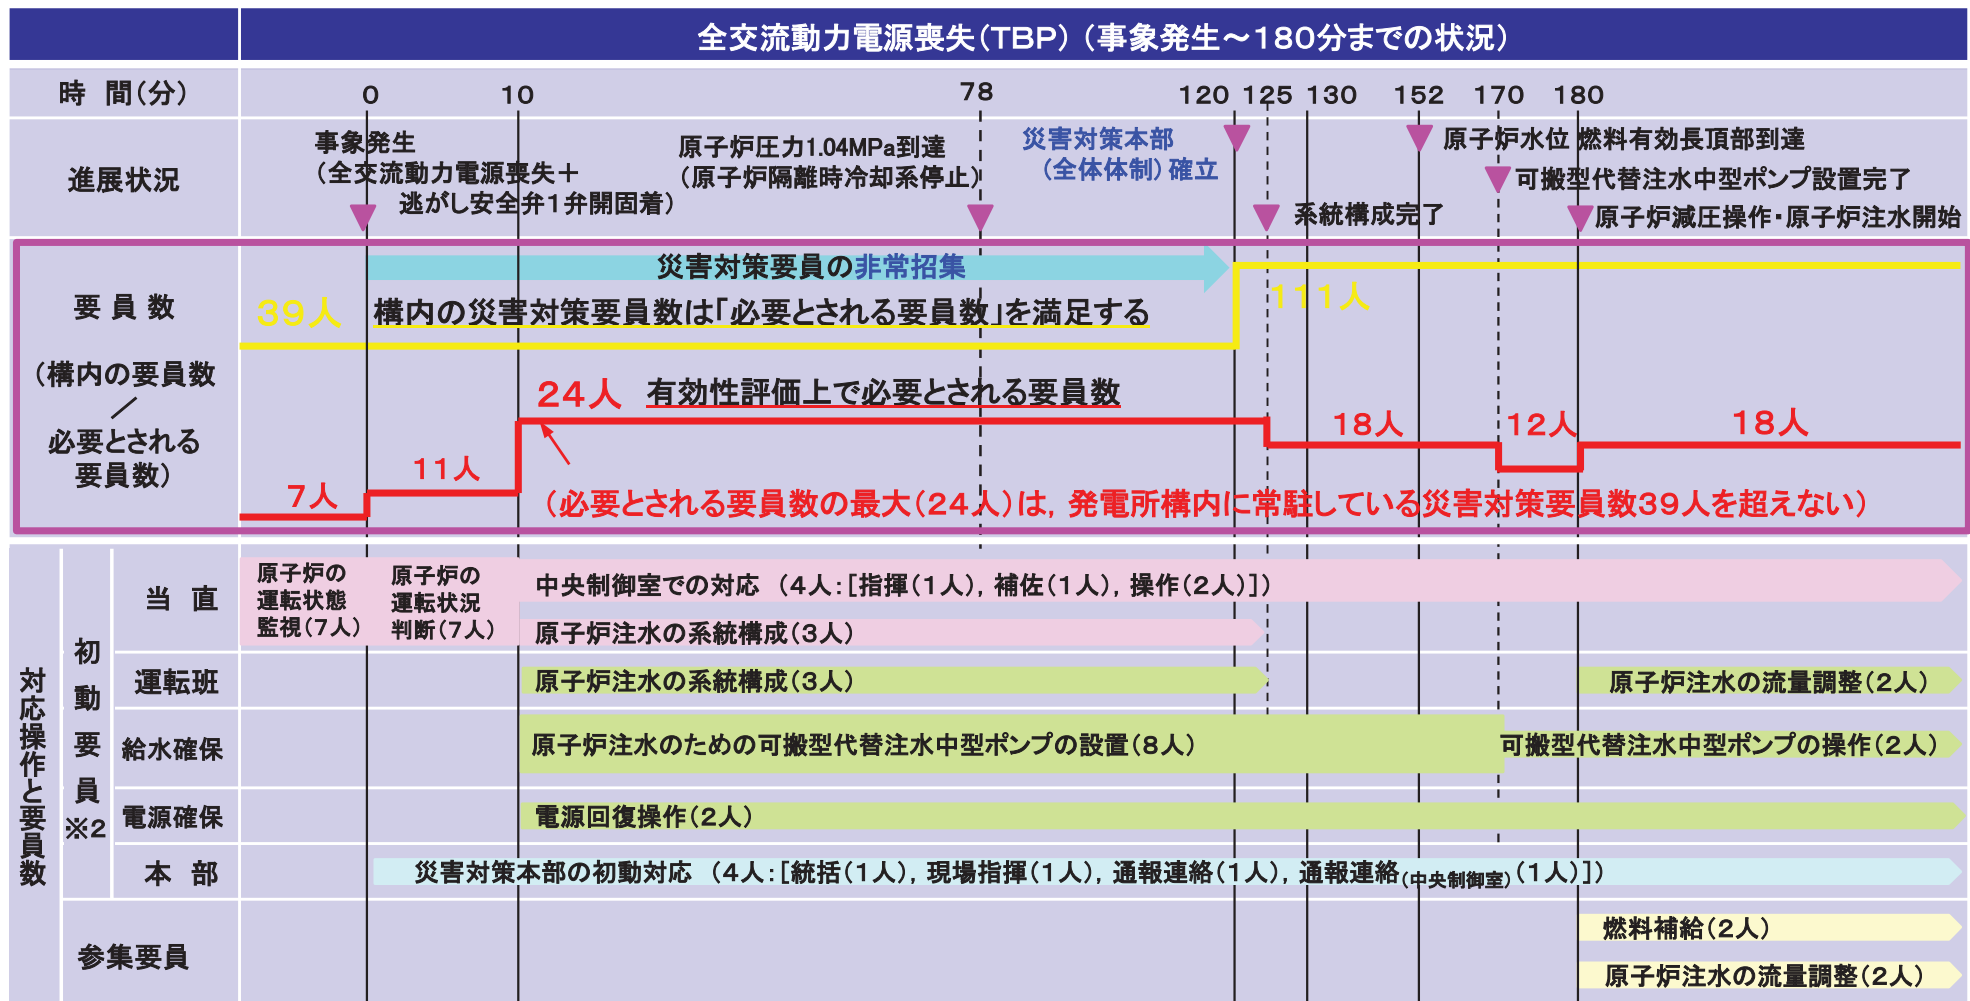 全交流動力電源喪失（TBP）（事象発生～180分までの状況）
時 間（分）
0
10
78
120
125
130
152
170
180
進展状況
事象発生
（全交流動力電源喪失＋
逃がし安全弁１弁開固着）
原子炉圧力1.04MPa到達
（原子炉隔離時冷却系停止）
災害対策本部
（全体体制）確立
系統構成完了
原子炉水位 燃料有効長頂部到達
可搬型代替注水中型ポンプ設置完了
原子炉減圧操作・原子炉注水開始
要 員 数
（構内の要員数
／
必要とされる
要員数）
災害対策要員の非常招集
39人
構内の災害対策要員数は「必要とされる要員数」を満足する
111人
24人
有効性評価上で必要とされる要員数
7人
11人
18人
12人
18人
（必要とされる要員数の最大（24人）は，発電所構内に常駐している災害対策要員数39人を超えない）
対応操作と要員数
初動要員
※2
当 直
原子炉の
運転状態
監視（7人）
原子炉の
運転状況
判断（7人）
中央制御室での対応 （4人：［指揮（1人），補佐（1人），操作（2人）］）
原子炉注水の系統構成（3人）
運転班
原子炉注水の系統構成（3人）
原子炉注水の流量調整（2人）
給水確保
原子炉注水のための可搬型代替注水中型ポンプの設置（8人）
可搬型代替注水中型ポンプの操作（2人）
電源確保
電源回復操作（2人）
本 部
災害対策本部の初動対応 （4人：［統括（1人），現場指揮（1人），通報連絡（1人），通報連絡（中央制御室）（1人）］）
参集要員
燃料補給（2人）
原子炉注水の流量調整（2人）